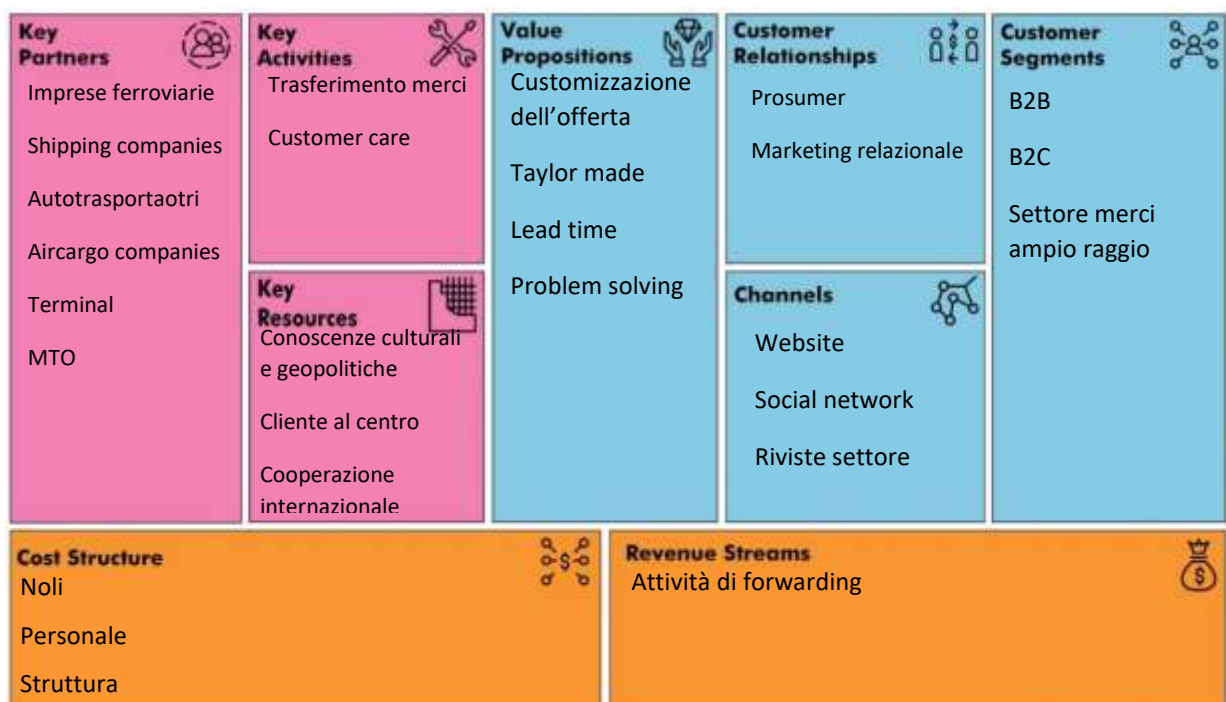 Key
Partners
Imprese ferroviarie
Shipping companies
Autotrasportaotri
Aircargo companies
Terminal
MTO
Key
Activities
Trasferimento merci
Customer care
Key
Resources
Conoscenze culturali
e geopolitiche
Cliente al centro
Cooperazione
internazionale
Value
Propositions
Customizzazione
dell’offerta
Taylor made
Lead time
Problem solving
Customer
Relationships
Prosumer
Marketing relazionale
Channels
Website
Social network
Riviste settore
Customer
Segments
B2B
B2C
Settore merci
ampio raggio
Cost Structure
Noli
Personale
Struttura
Revenue Streams
Attività di forwarding